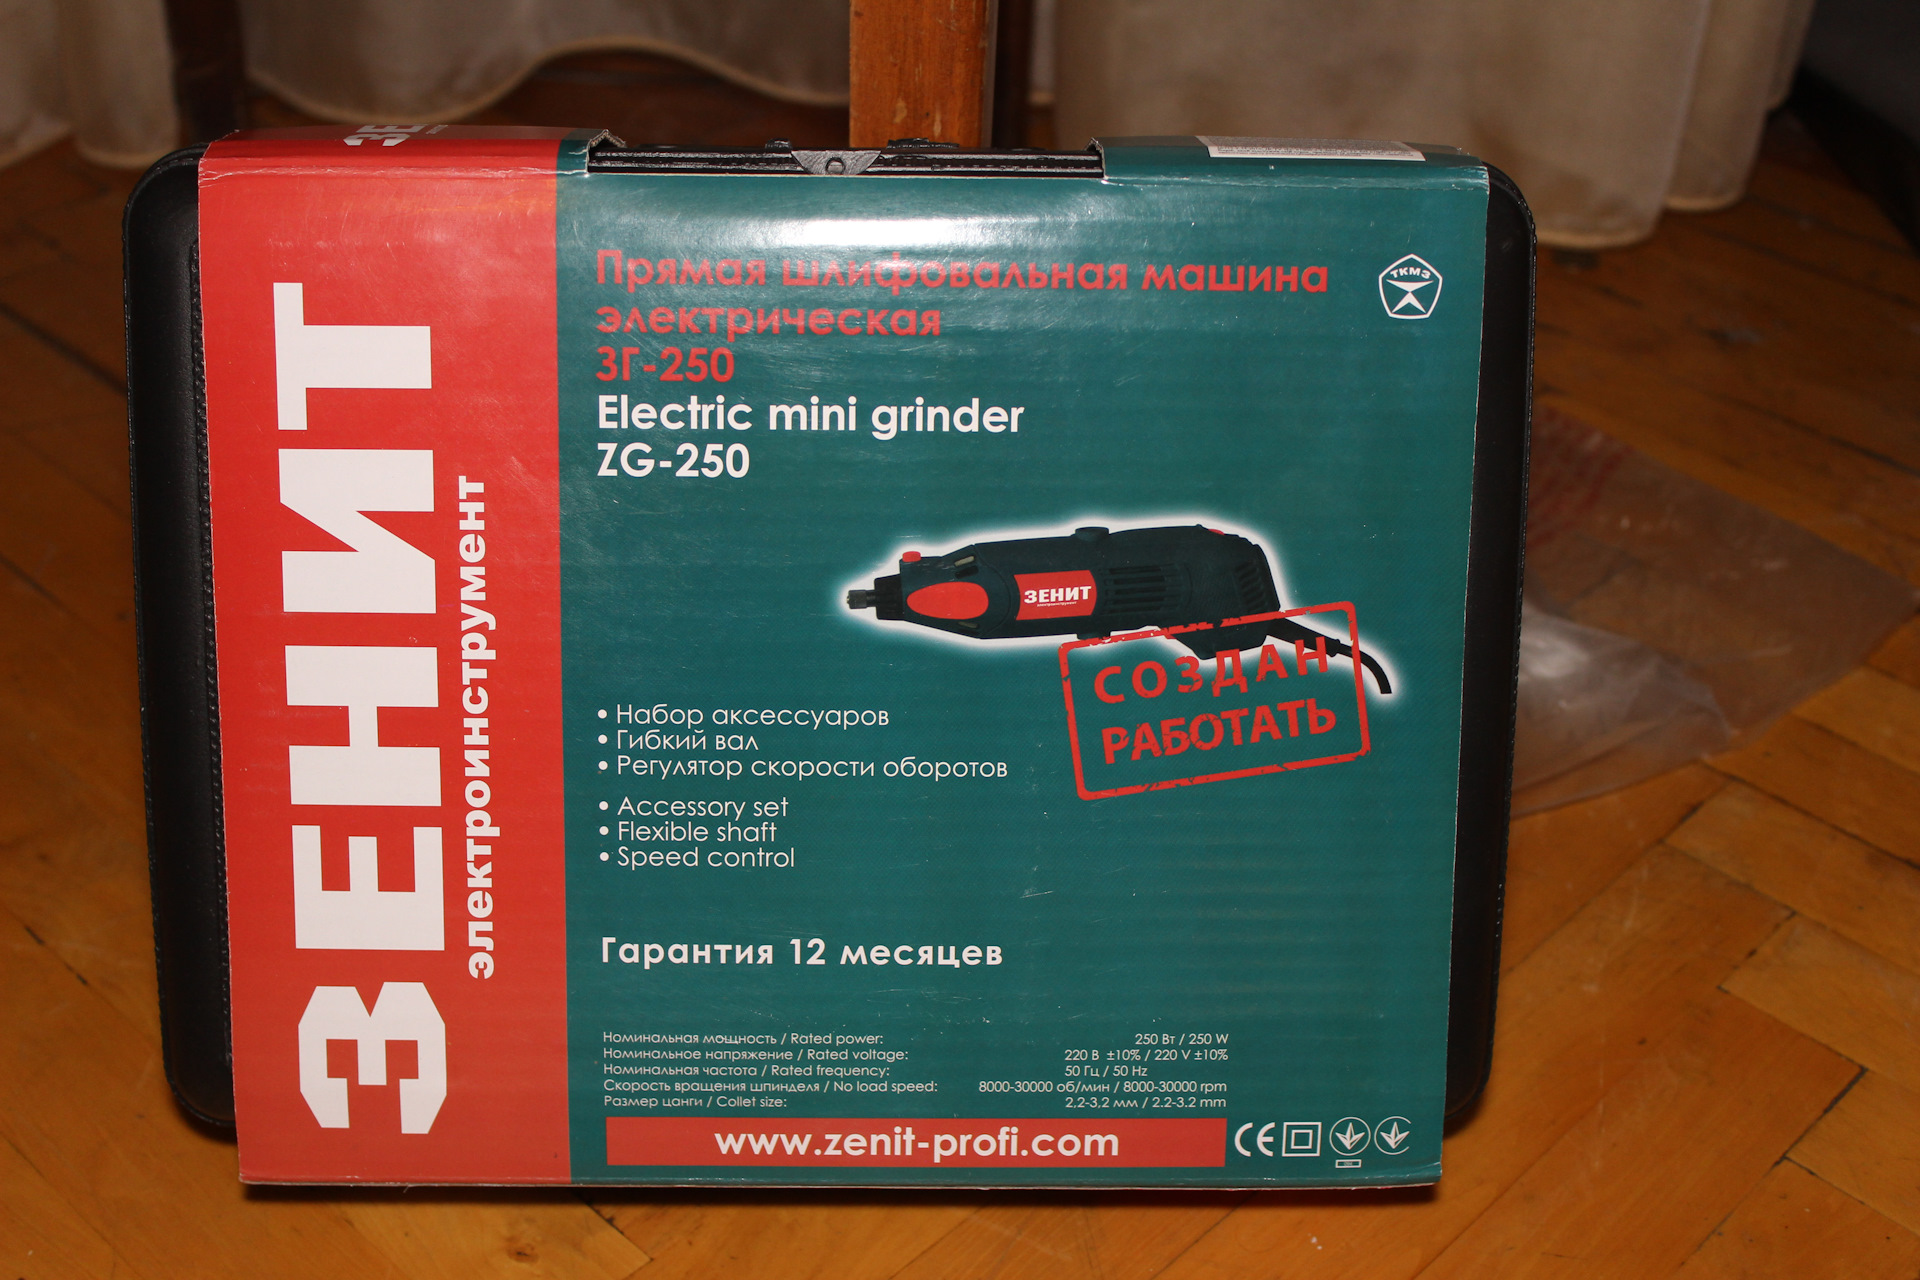 ЗЕНИТ
электроинструмент
Прямая шлифовальная машина
электрическая
ЗГ-250
Electric mini grinder
ZG-250
ТКМЗ
ЗЕНИТ
СОЗДАН
РАБОТАТЬ
• Набор аксессуаров
• Гибкий вал
• Регулятор скорости оборотов
• Accessory set
• Flexible shaft
• Speed control
Гарантия 12 месяцев
Номинальная мощность / Rated power: 250 Вт / 250 W
Номинальное напряжение / Rated voltage: 220 В ±10% / 220 V ±10%
Номинальная частота / Rated frequency: 50 Гц / 50 Hz
Скорость вращения шпинделя / No load speed: 8000-30000 об/мин / 8000-30000 rpm
Размер цанги / Collet size: 2,2-3,2 мм / 2.2-3.2 mm
www.zenit-profi.com
CE